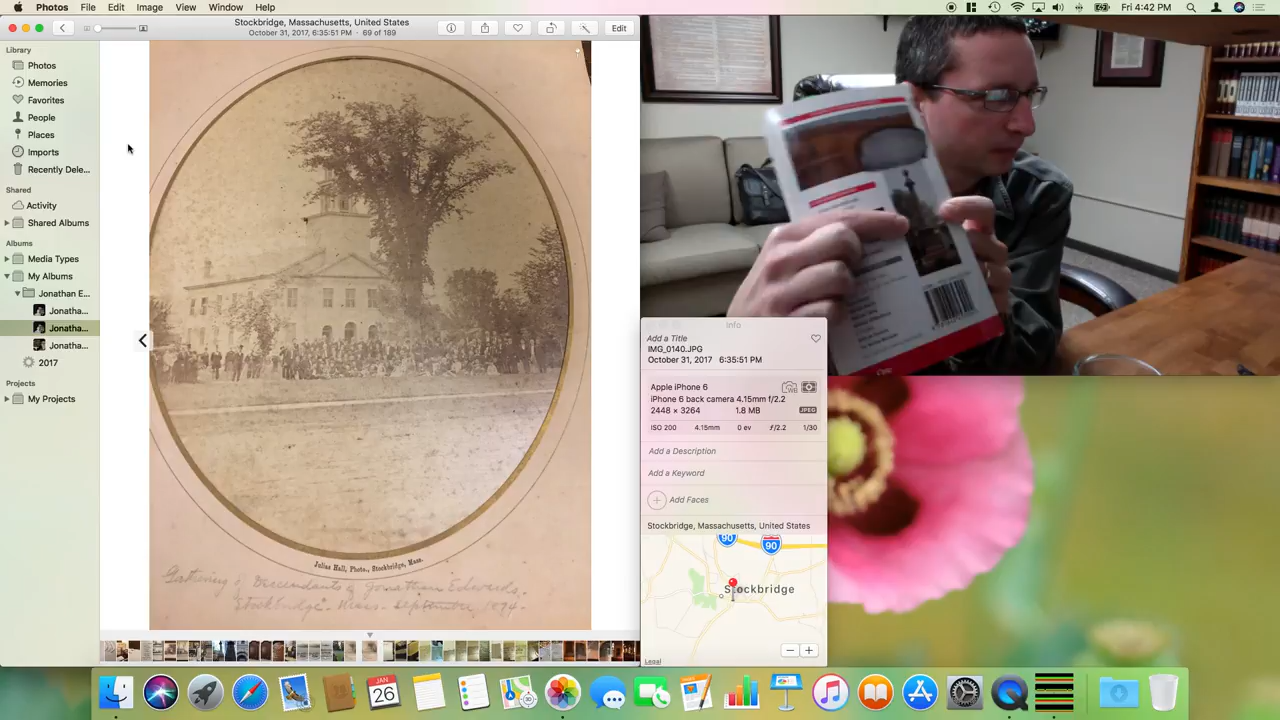 Photos File Edit Image View Window Help
Fri 4:42 PM
Stockbridge, Massachusetts, United States
October 31, 2017, 6:35:51 PM · 69 of 189
Edit
Library
Photos
Memories
Favorites
People
Places
Imports
Recently Dele...
Shared
Activity
Shared Albums
Albums
Media Types
My Albums
Jonathan E...
Jonatha...
Jonatha...
Jonatha...
2017
Projects
My Projects
Julius Hall, Photo., Stockbridge, Mass.
Gathering of Descendants of Jonathan Edwards,
Stockbridge. Mass. September
Info
Add a Title
IMG_0140.JPG
October 31, 2017 6:35:51 PM
Apple iPhone 6
iPhone 6 back camera 4.15mm f/2.2
2448 × 3264 1.8 MB JPEG
ISO 200 4.15mm 0 ev f/2.2 1/30
Add a Description
Add a Keyword
Add Faces
Stockbridge, Massachusetts, United States
90
90
Stockbridge
Legal
JAN
26